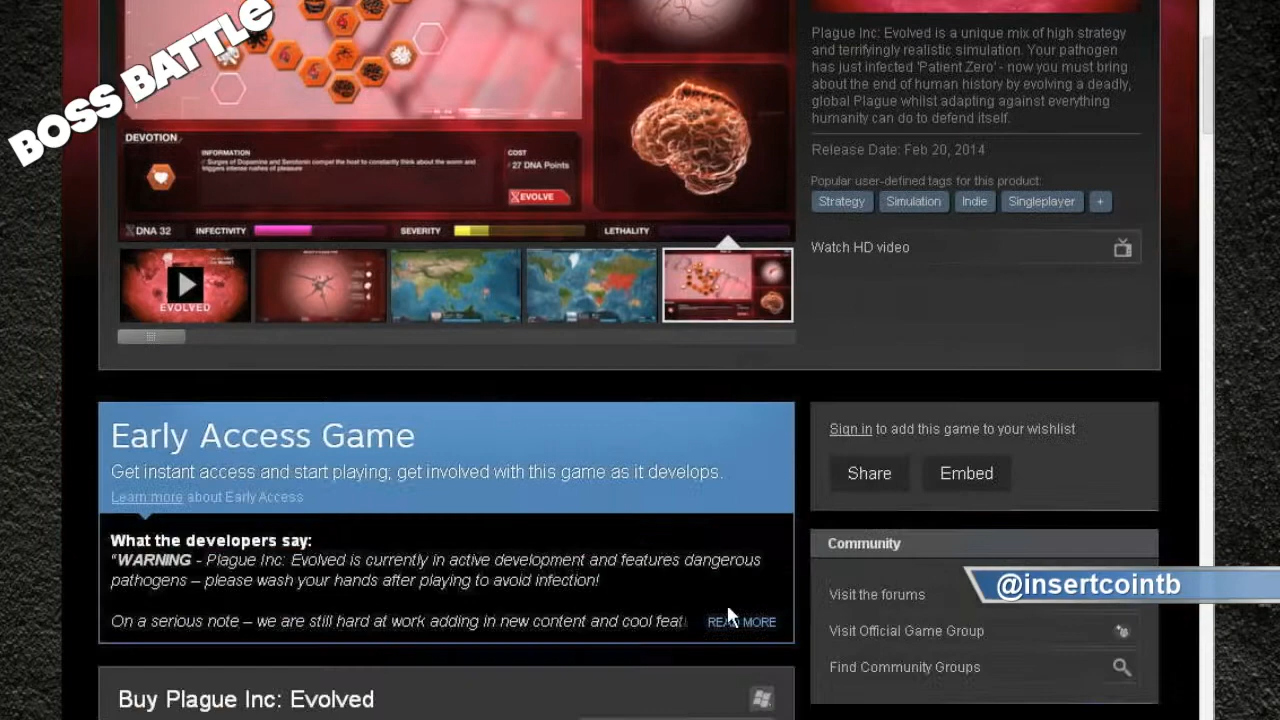 BOSS BATTLE
Plague Inc: Evolved is a unique mix of high strategy
and terrifyingly realistic simulation. Your pathogen
has just infected 'Patient Zero' - now you must bring
about the end of human history by evolving a deadly,
global Plague whilst adapting against everything
humanity can do to defend itself.
Release Date: Feb 20, 2014
Popular user-defined tags for this product:
Strategy Simulation Indie Singleplayer +
Watch HD video
DEVOTION
INFORMATION
Surges of Dopamine and Serotonin compel the host to constantly think about the worm and
triggers intense rushes of pleasure
COST
27 DNA Points
EVOLVE
DNA 32 INFECTIVITY SEVERITY LETHALITY
EVOLVED
Early Access Game
Get instant access and start playing; get involved with this game as it develops.
Learn more about Early Access
What the developers say:
“WARNING - Plague Inc: Evolved is currently in active development and features dangerous
pathogens – please wash your hands after playing to avoid infection!
On a serious note – we are still hard at work adding in new content and cool feat
READ MORE
Buy Plague Inc: Evolved
Sign in to add this game to your wishlist
Share Embed
Community
Visit the forums
@insertcointb
Visit Official Game Group
Find Community Groups